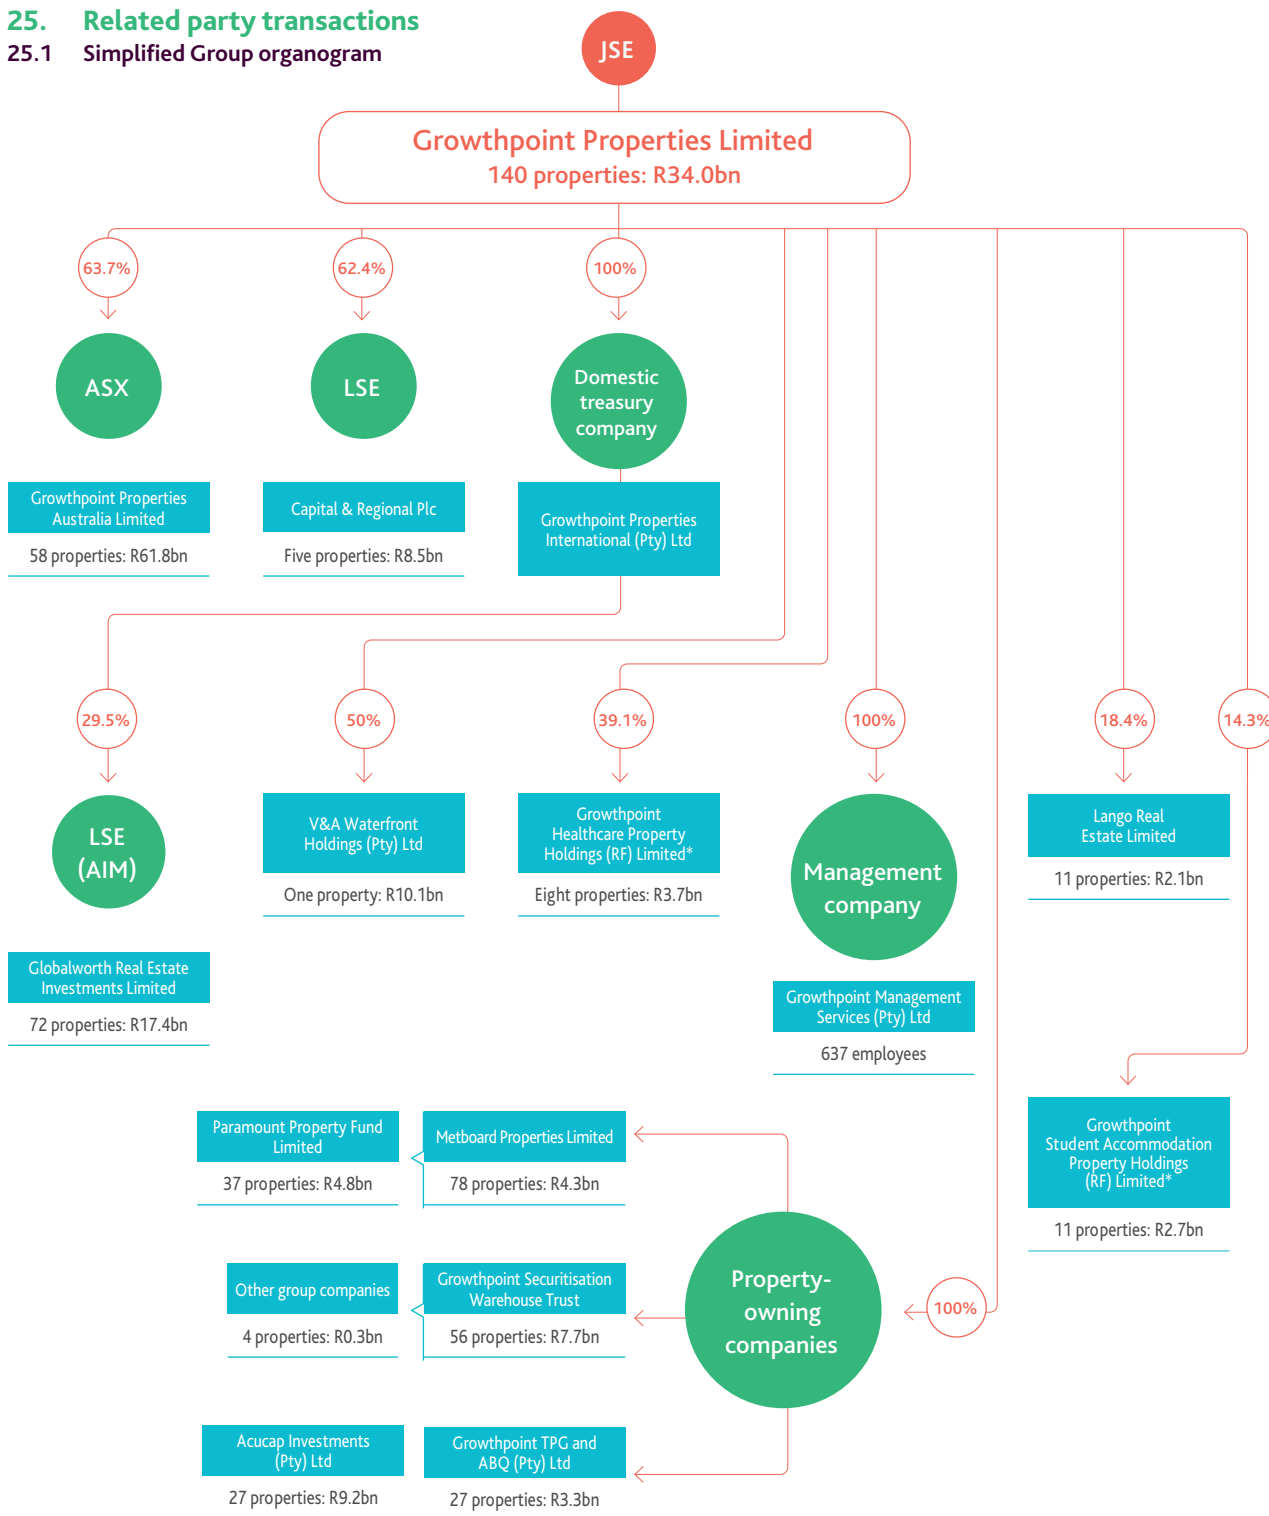 25. Related party transactions
25.1 Simplified Group organogram
JSE
Growthpoint Properties Limited
140 properties: R34.0bn
63.7%
62.4%
100%
ASX
LSE
Domestic
treasury
company
Growthpoint Properties
Australia Limited
58 properties: R61.8bn
Capital & Regional Plc
Five properties: R8.5bn
Growthpoint Properties
International (Pty) Ltd
29.5%
50%
39.1%
100%
18.4%
14.3%
LSE
(AIM)
V&A Waterfront
Holdings (Pty) Ltd
One property: R10.1bn
Growthpoint
Healthcare Property
Holdings (RF) Limited*
Eight properties: R3.7bn
Management
company
Lango Real
Estate Limited
11 properties: R2.1bn
Globalworth Real Estate
Investments Limited
72 properties: R17.4bn
Growthpoint Management
Services (Pty) Ltd
637 employees
Paramount Property Fund
Limited
37 properties: R4.8bn
Metboard Properties Limited
78 properties: R4.3bn
Growthpoint
Student Accommodation
Property Holdings
(RF) Limited*
11 properties: R2.7bn
Other group companies
4 properties: R0.3bn
Growthpoint Securitisation
Warehouse Trust
56 properties: R7.7bn
Property-
owning
companies
100%
Acucap Investments
(Pty) Ltd
27 properties: R9.2bn
Growthpoint TPG and
ABQ (Pty) Ltd
27 properties: R3.3bn